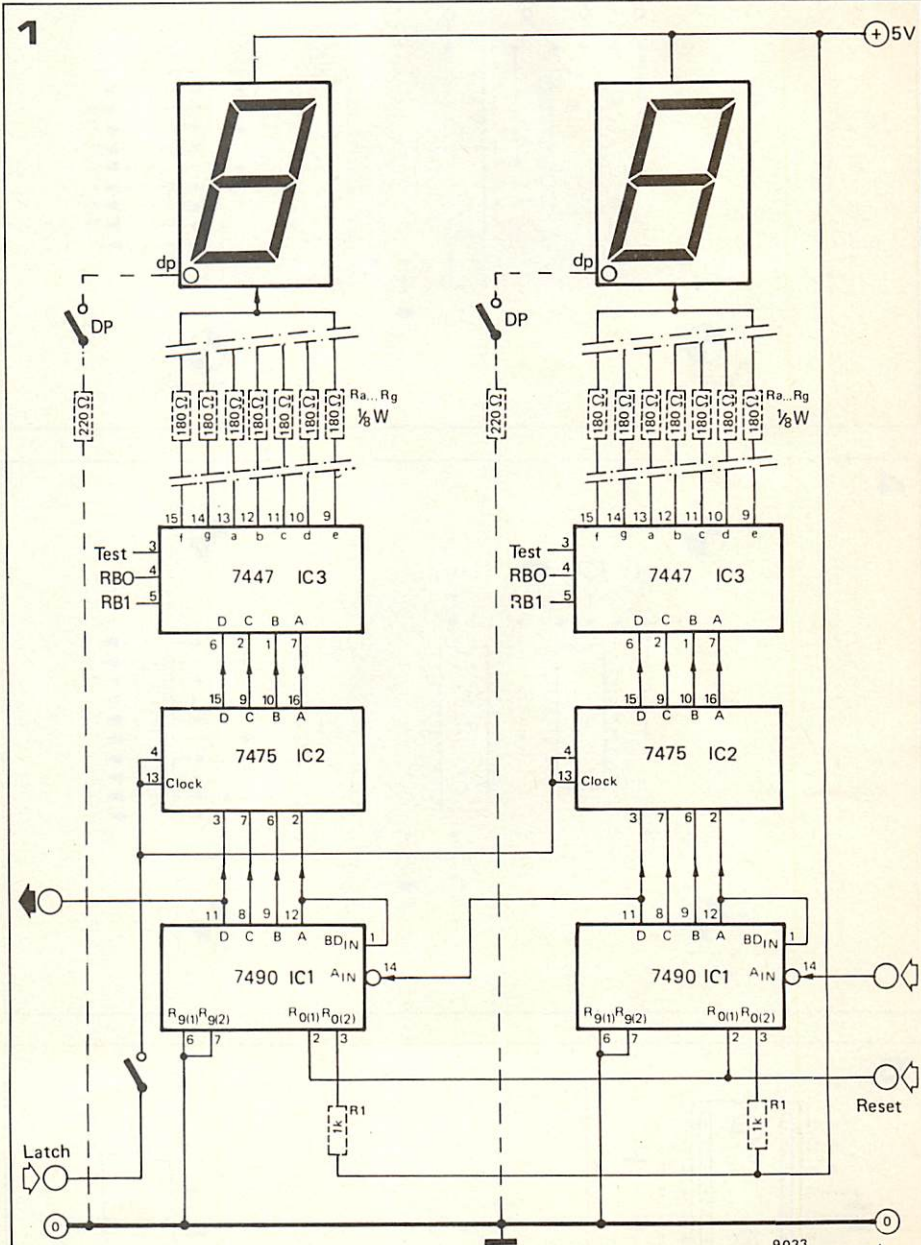 1
+ 5V
dp dp
DP DP
220 Ω 180 Ω 180 Ω 180 Ω 180 Ω 180 Ω 180 Ω 180 Ω Ra...Rg 220 Ω 180 Ω 180 Ω 180 Ω 180 Ω 180 Ω 180 Ω 180 Ω Ra...Rg
⅛W ⅛W
15 14 13 12 11 10 9 15 14 13 12 11 10 9
f g a b c d e f g a b c d e
Test 3 Test 3
RBO 4 7447 IC3 RBO 4 7447 IC3
RB1 5 RB1 5
D C B A D C B A
6 2 1 7 6 2 1 7
15 9 10 16 15 9 10 16
D C B A D C B A
4 7475 IC2 4 7475 IC2
13 Clock 13 Clock
3 7 6 2 3 7 6 2
11 8 9 12 11 8 9 12
D C B A BDIN 1 D C B A BDIN 1
7490 IC1 AIN 14 7490 IC1 AIN 14
R9(1) R9(2) R0(1) R0(2) R9(1) R9(2) R0(1) R0(2)
6 7 2 3 6 7 2 3
1k R1 1k R1 Reset
Latch
0 0
9033